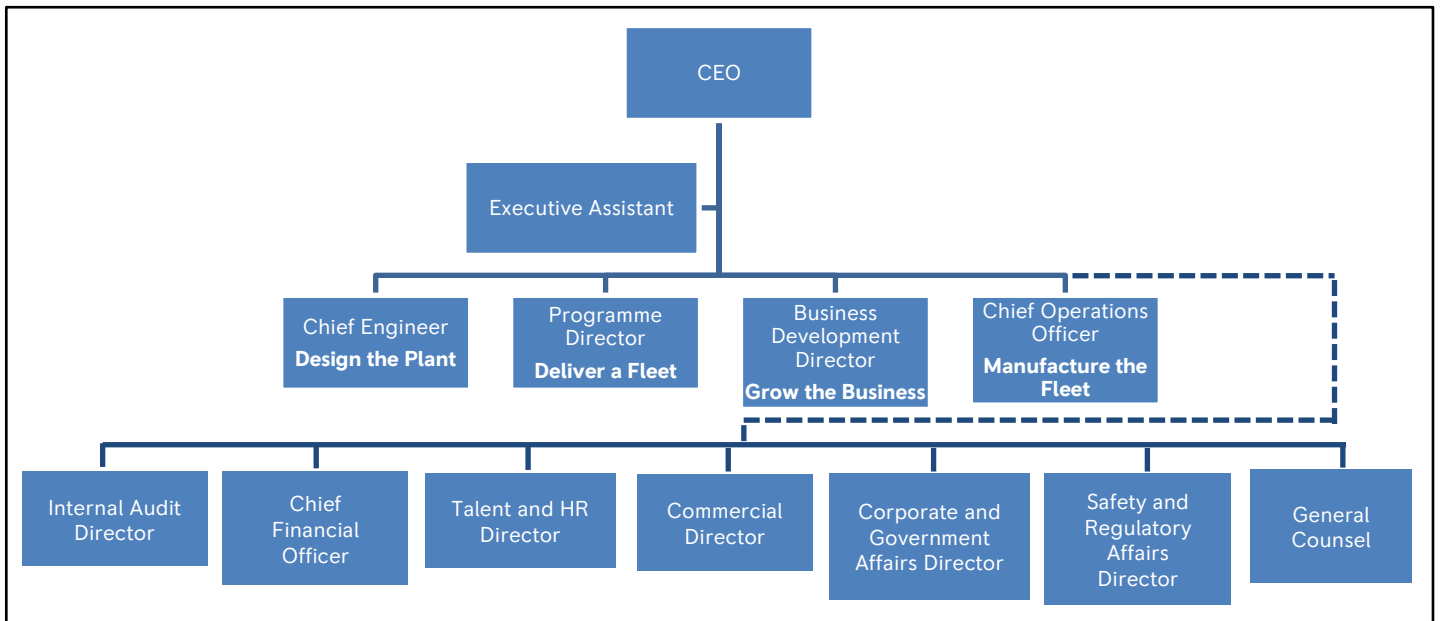 CEO
Executive Assistant
Chief Engineer
Design the Plant
Programme
Director
Deliver a Fleet
Business
Development
Director
Grow the Business
Chief Operations
Officer
Manufacture the
Fleet
Internal Audit
Director
Chief
Financial
Officer
Talent and HR
Director
Commercial
Director
Corporate and
Government
Affairs Director
Safety and
Regulatory
Affairs
Director
General
Counsel